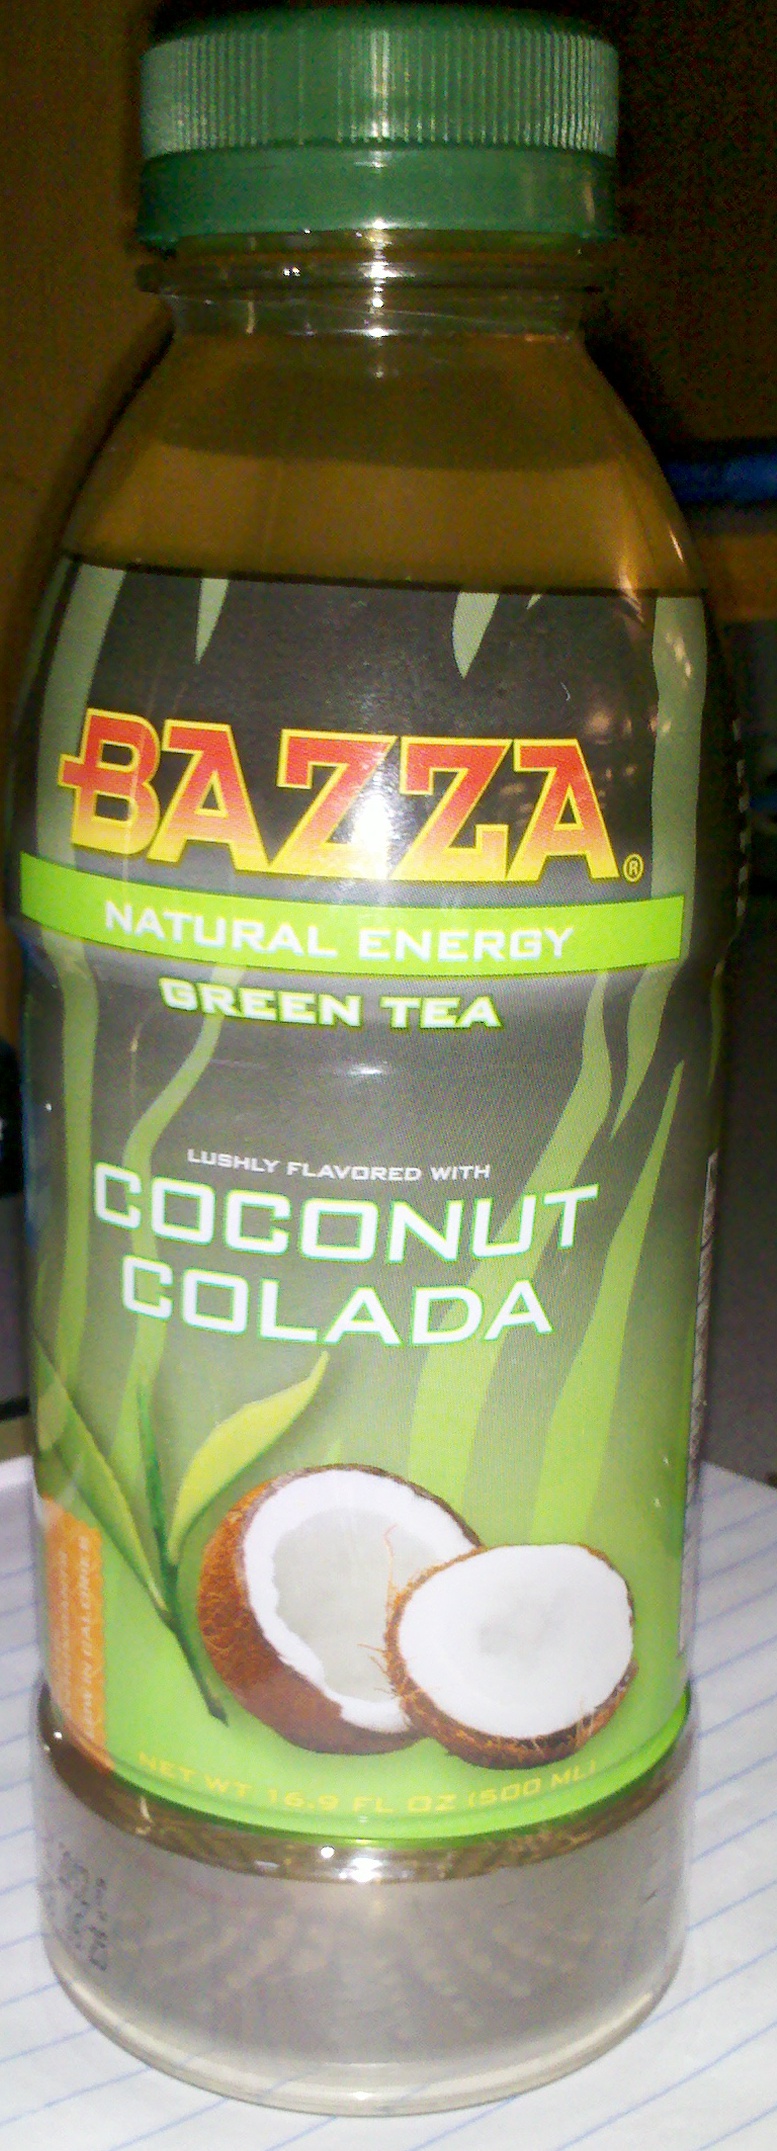 BAZZA®
NATURAL ENERGY
GREEN TEA
LUSHLY FLAVORED WITH
COCONUT
COLADA
NET WT 16.9 FL OZ (500 ML)